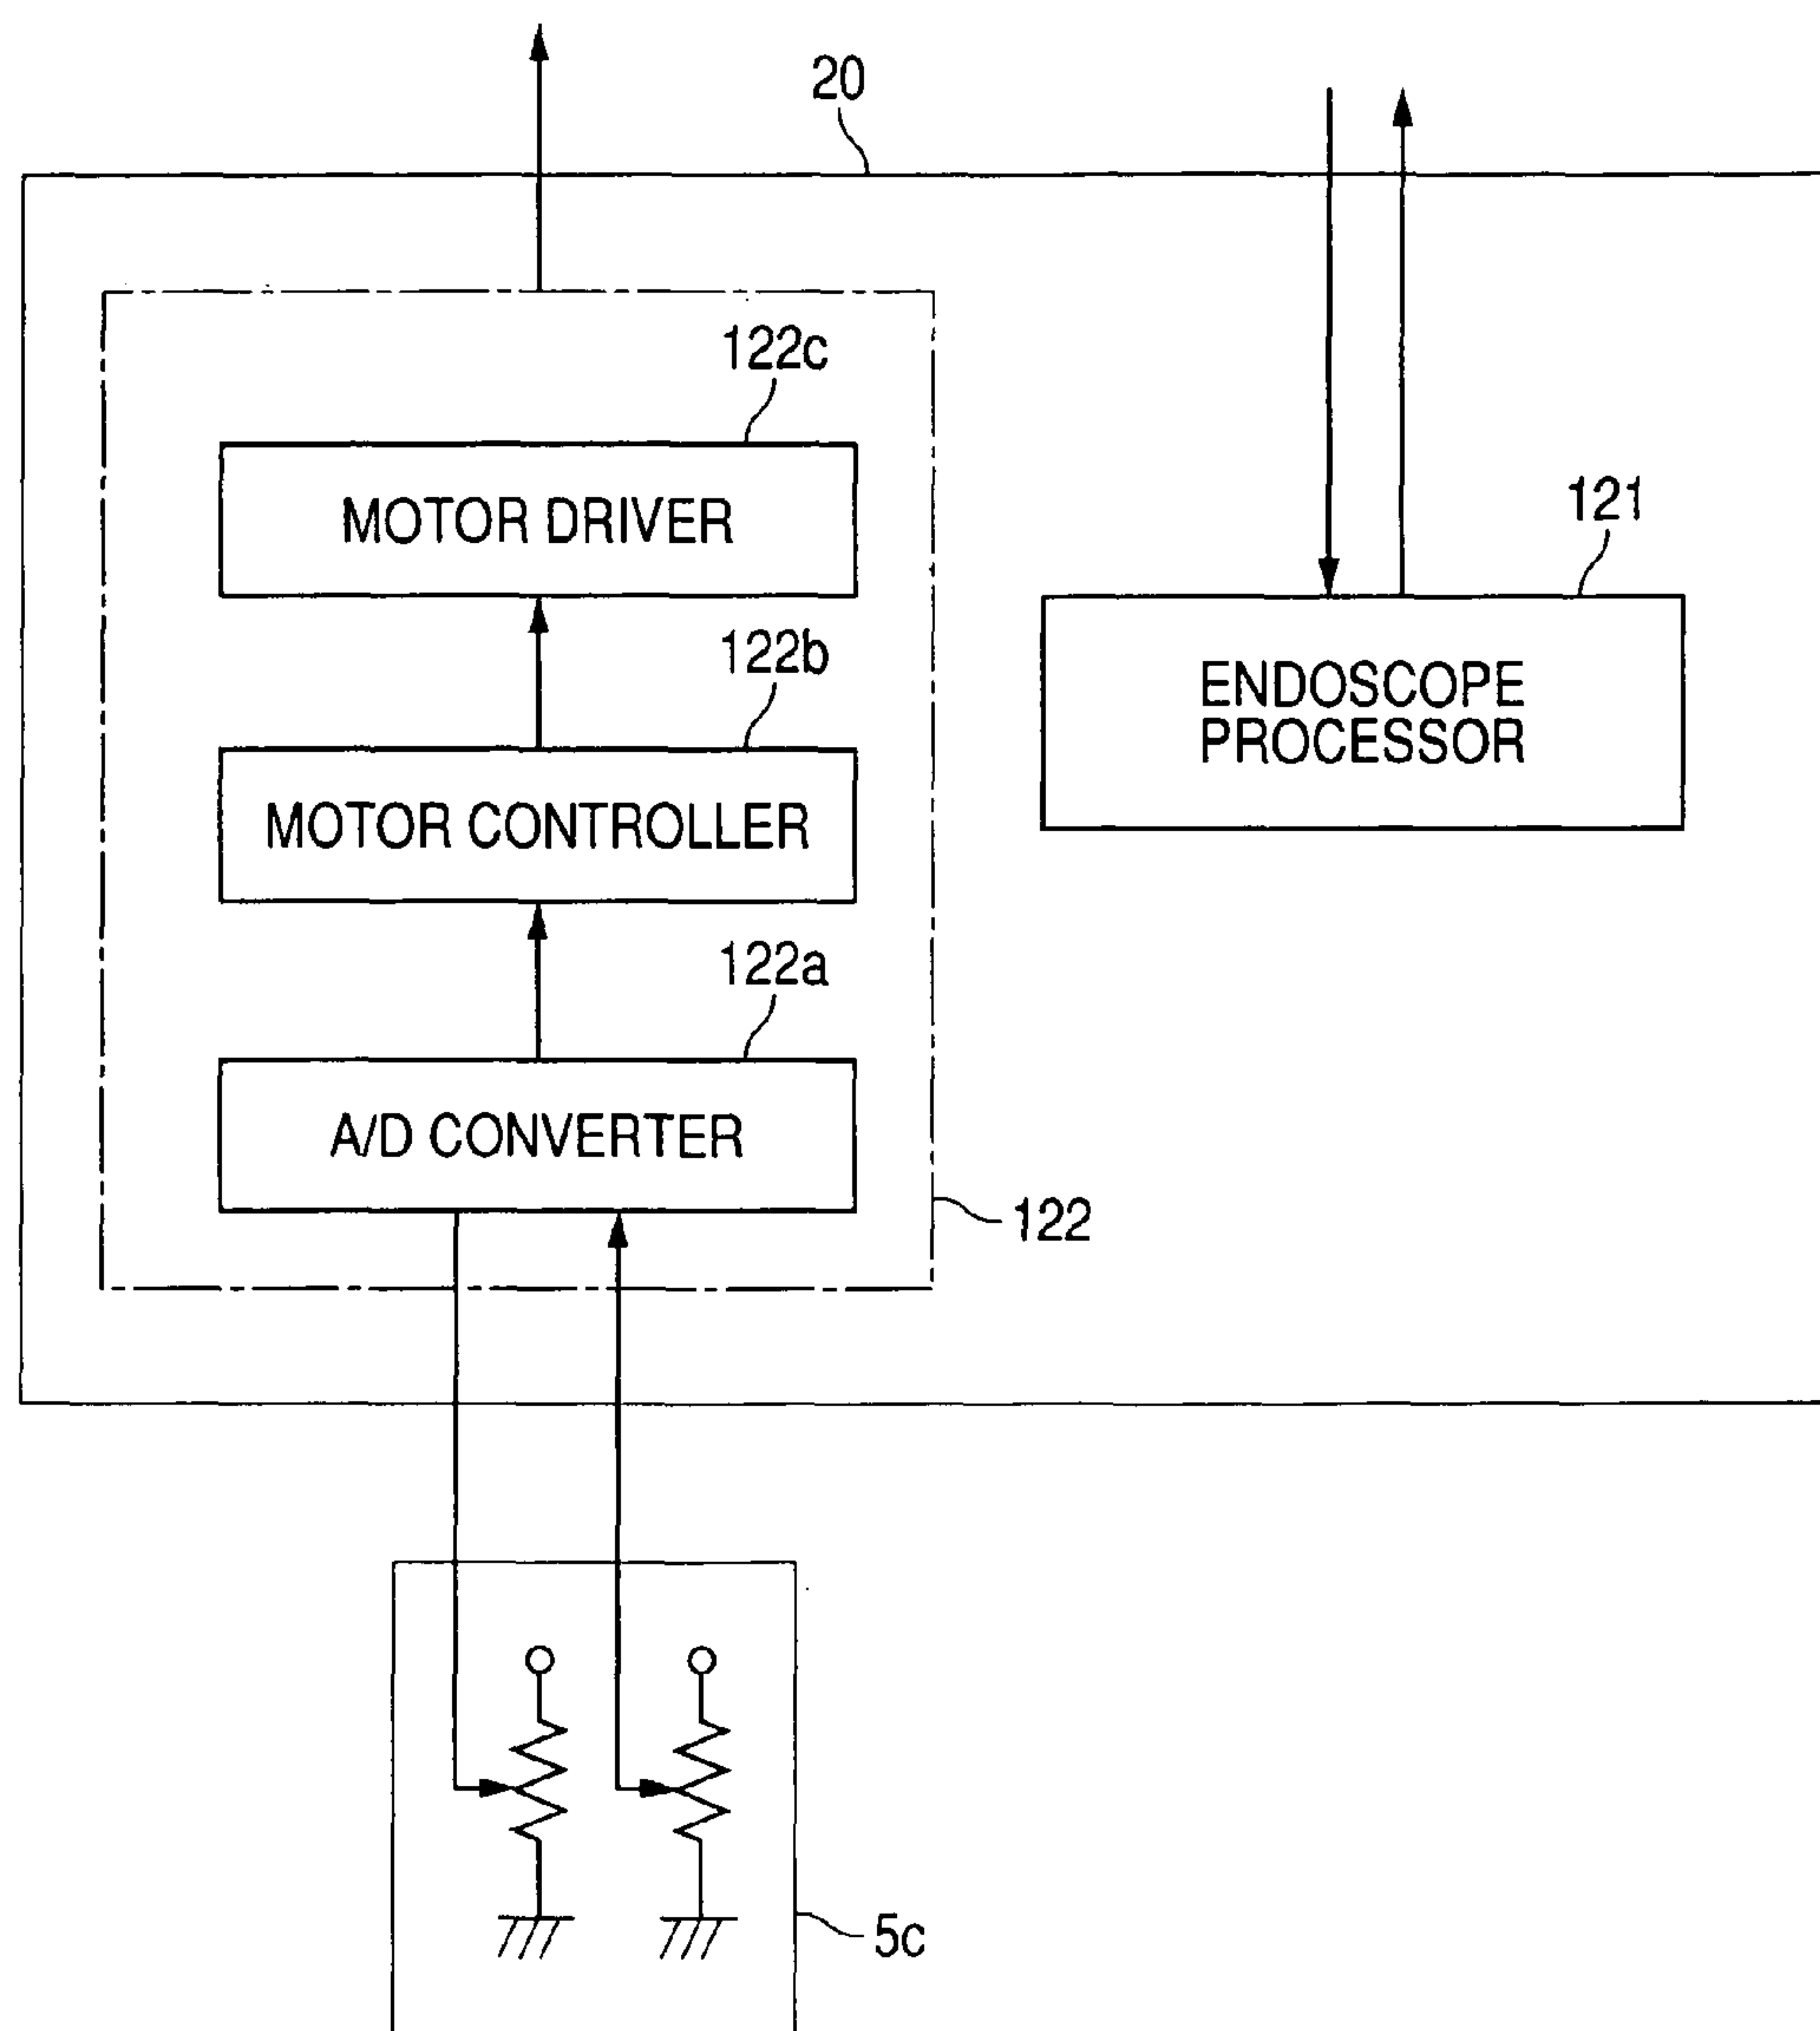 20
122c
MOTOR DRIVER
121
122b
ENDOSCOPE
PROCESSOR
MOTOR CONTROLLER
122a
A/D CONVERTER
122
5c